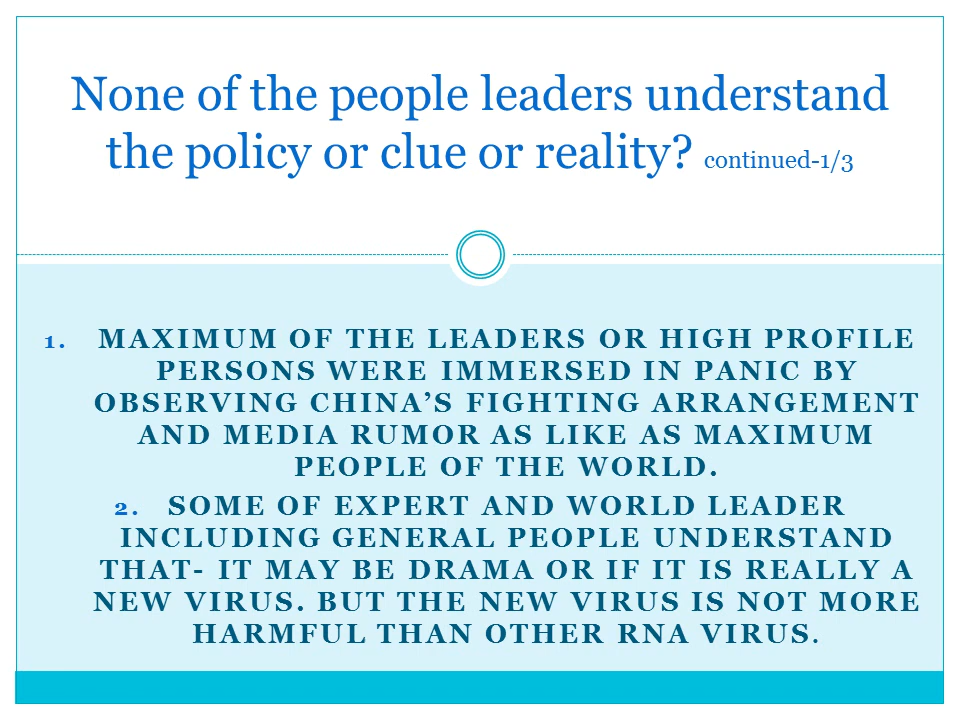 None of the people leaders understand
the policy or clue or reality? continued-1/3
1. MAXIMUM OF THE LEADERS OR HIGH PROFILE
PERSONS WERE IMMERSED IN PANIC BY
OBSERVING CHINA’S FIGHTING ARRANGEMENT
AND MEDIA RUMOR AS LIKE AS MAXIMUM
PEOPLE OF THE WORLD.
2. SOME OF EXPERT AND WORLD LEADER
INCLUDING GENERAL PEOPLE UNDERSTAND
THAT- IT MAY BE DRAMA OR IF IT IS REALLY A
NEW VIRUS. BUT THE NEW VIRUS IS NOT MORE
HARMFUL THAN OTHER RNA VIRUS.